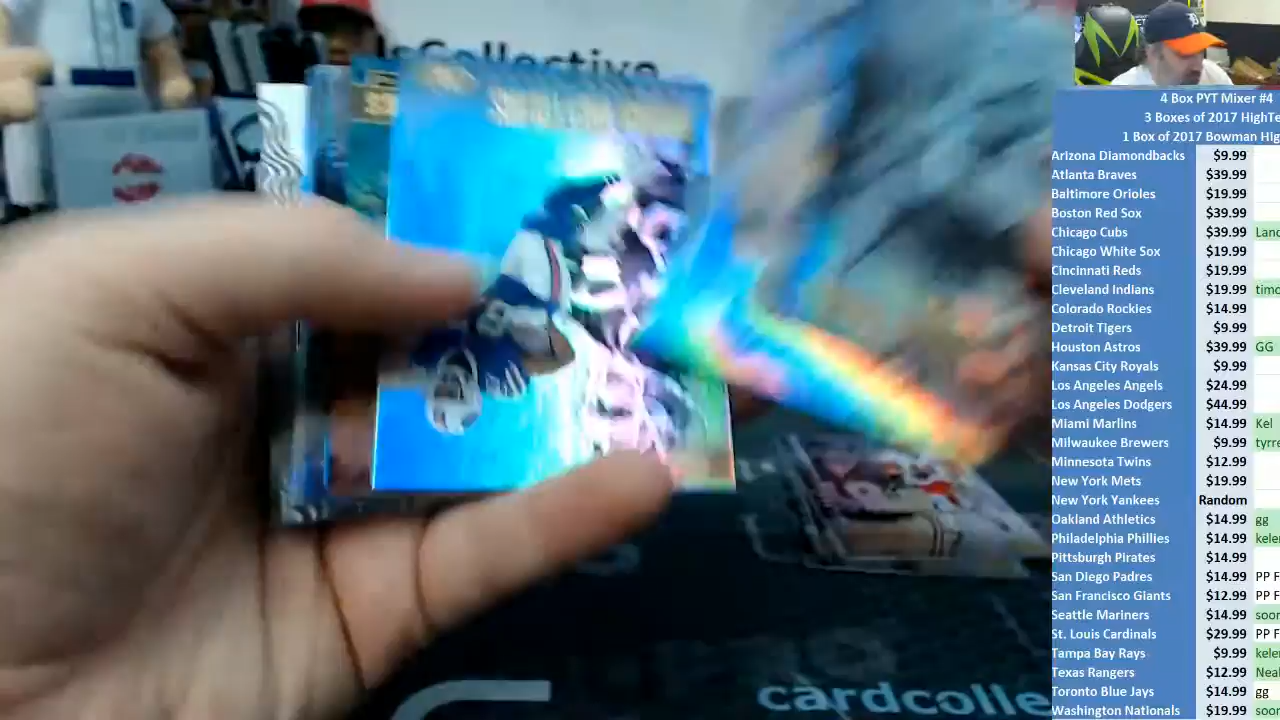 sCollective
4 Box PYT Mixer #4
3 Boxes of 2017 HighTe
1 Box of 2017 Bowman Hig
Arizona Diamondbacks $9.99
Atlanta Braves $39.99
Baltimore Orioles $19.99
Boston Red Sox $39.99
Chicago Cubs $39.99 Land
Chicago White Sox $19.99
Cincinnati Reds $19.99
Cleveland Indians $19.99 timo
Colorado Rockies $14.99
Detroit Tigers $9.99
Houston Astros $39.99 GG
Kansas City Royals $9.99
Los Angeles Angels $24.99
Los Angeles Dodgers $44.99
Miami Marlins $14.99 Kel
Milwaukee Brewers $9.99 tyrre
Minnesota Twins $12.99
New York Mets $19.99
New York Yankees Random
Oakland Athletics $14.99 gg
Philadelphia Phillies $14.99 keler
Pittsburgh Pirates $14.99
San Diego Padres $14.99 PP F
San Francisco Giants $12.99 PP F
Seattle Mariners $14.99 soon
St. Louis Cardinals $29.99 PP F
Tampa Bay Rays $9.99 keler
Texas Rangers $12.99 Neal
Toronto Blue Jays $14.99 gg
Washington Nationals $19.99 soon
cardcolle